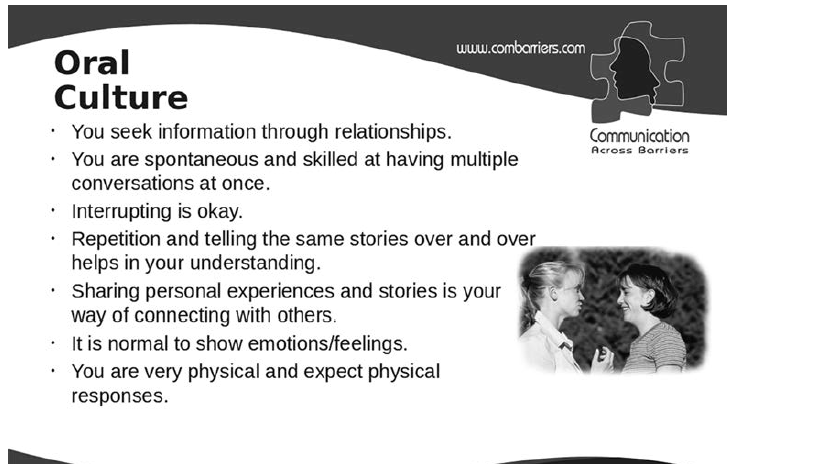 www.combarriers.com
Oral
Culture
Communication
Across Barriers
· You seek information through relationships.
· You are spontaneous and skilled at having multiple
conversations at once.
· Interrupting is okay.
· Repetition and telling the same stories over and over
helps in your understanding.
· Sharing personal experiences and stories is your
way of connecting with others.
· It is normal to show emotions/feelings.
· You are very physical and expect physical
responses.